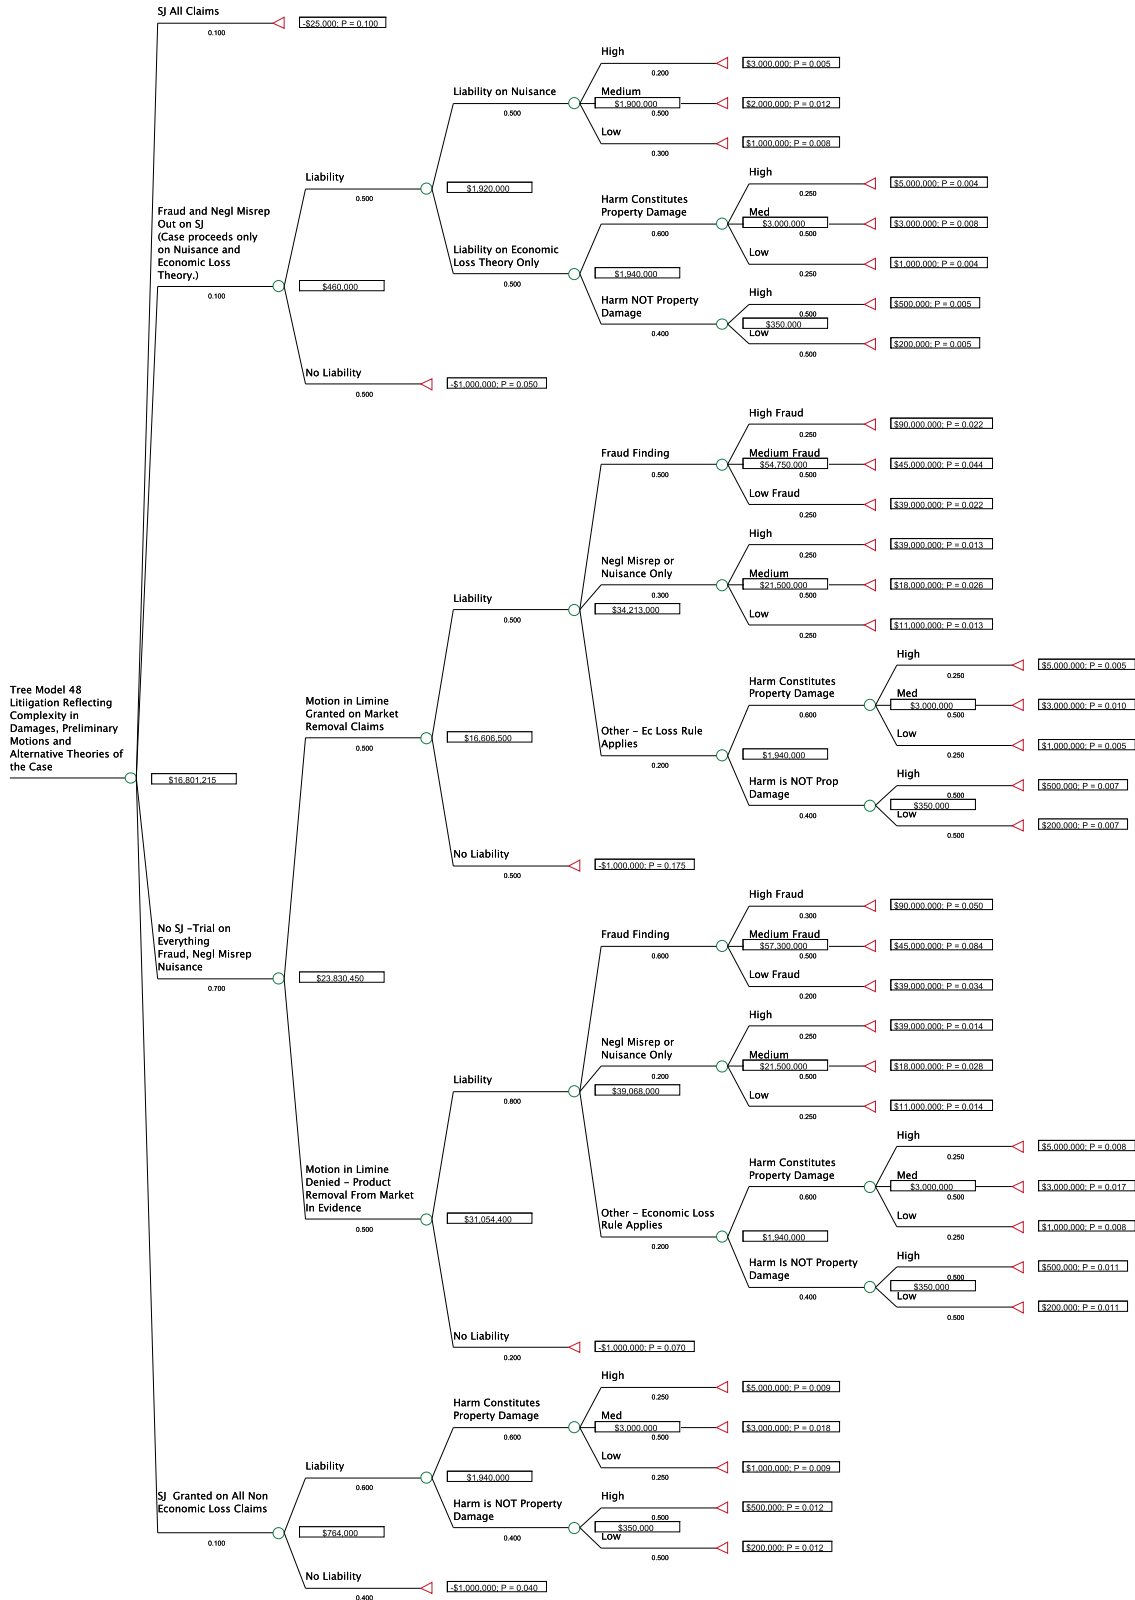 SJ All Claims
0.100
-$25,000; P = 0.100
High
0.200
$3,000,000; P = 0.005
Liability on Nuisance
0.500
Medium
$1,900,000
0.500
$2,000,000; P = 0.012
Low
0.300
$1,000,000; P = 0.008
Liability
0.500
$1,920,000
High
0.250
$5,000,000; P = 0.004
Harm Constitutes
Property Damage
0.600
Med
$3,000,000
0.500
$3,000,000; P = 0.008
Low
0.250
$1,000,000; P = 0.004
Fraud and Negl Misrep
Out on SJ
(Case proceeds only
on Nuisance and
Economic Loss
Theory.)
0.100
$460,000
Liability on Economic
Loss Theory Only
0.500
$1,940,000
Harm NOT Property
Damage
0.400
High
0.500
$500,000; P = 0.005
$350,000
Low
0.500
$200,000; P = 0.005
No Liability
0.500
-$1,000,000; P = 0.050
High Fraud
0.250
$90,000,000; P = 0.022
Fraud Finding
0.500
Medium Fraud
$54,750,000
0.500
$45,000,000; P = 0.044
Low Fraud
0.250
$39,000,000; P = 0.022
High
0.250
$39,000,000; P = 0.013
Negl Misrep or
Nuisance Only
0.300
Medium
$21,500,000
0.500
$18,000,000; P = 0.026
Low
0.250
$11,000,000; P = 0.013
Liability
0.500
$34,213,000
High
0.250
$5,000,000; P = 0.005
Harm Constitutes
Property Damage
0.600
Med
$3,000,000
0.500
$3,000,000; P = 0.010
Low
0.250
$1,000,000; P = 0.005
Motion in Limine
Granted on Market
Removal Claims
0.500
$16,606,500
Other - Ec Loss Rule
Applies
0.200
$1,940,000
Harm is NOT Prop
Damage
0.400
High
0.500
$500,000; P = 0.007
$350,000
Low
0.500
$200,000; P = 0.007
Tree Model 48
Litiigation Reflecting
Complexity in
Damages, Preliminary
Motions and
Alternative Theories of
the Case
$16,801,215
No Liability
0.500
-$1,000,000; P = 0.175
High Fraud
0.300
$90,000,000; P = 0.050
Fraud Finding
0.600
Medium Fraud
$57,300,000
0.500
$45,000,000; P = 0.084
Low Fraud
0.200
$39,000,000; P = 0.034
No SJ -Trial on
Everything
Fraud, Negl Misrep
Nuisance
0.700
$23,830,450
High
0.250
$39,000,000; P = 0.014
Negl Misrep or
Nuisance Only
0.200
Medium
$21,500,000
0.500
$18,000,000; P = 0.028
Low
0.250
$11,000,000; P = 0.014
Liability
0.800
$39,068,000
High
0.250
$5,000,000; P = 0.008
Harm Constitutes
Property Damage
0.600
Med
$3,000,000
0.500
$3,000,000; P = 0.017
Low
0.250
$1,000,000; P = 0.008
Motion in Limine
Denied - Product
Removal From Market
In Evidence
0.500
$31,054,400
Other - Economic Loss
Rule Applies
0.200
$1,940,000
Harm Is NOT Property
Damage
0.400
High
0.500
$500,000; P = 0.011
$350,000
Low
0.500
$200,000; P = 0.011
No Liability
0.200
-$1,000,000; P = 0.070
High
0.250
$5,000,000; P = 0.009
Harm Constitutes
Property Damage
0.600
Med
$3,000,000
0.500
$3,000,000; P = 0.018
Low
0.250
$1,000,000; P = 0.009
Liability
0.600
$1,940,000
Harm is NOT Property
Damage
0.400
High
0.500
$500,000; P = 0.012
$350,000
Low
0.500
$200,000; P = 0.012
SJ Granted on All Non
Economic Loss Claims
0.100
$764,000
No Liability
0.400
-$1,000,000; P = 0.040